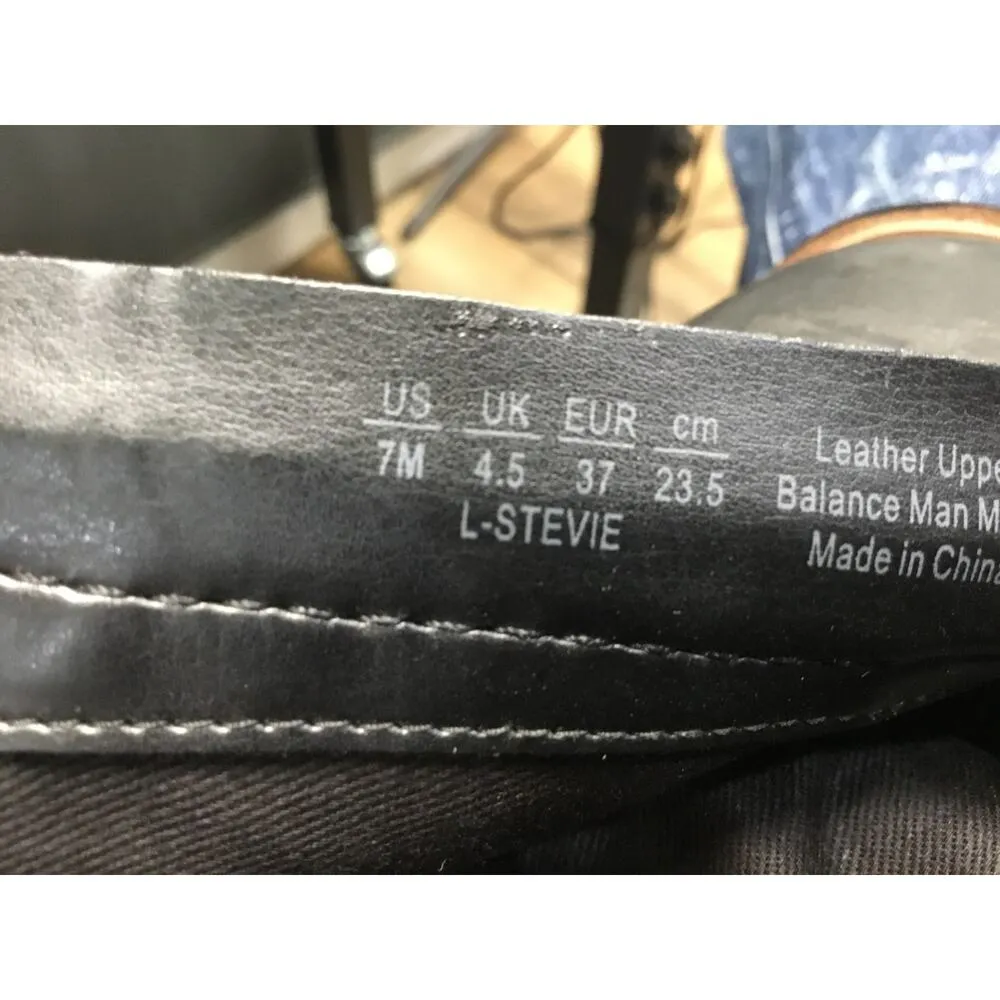 US UK EUR cm
7M 4.5 37 23.5
L-STEVIE
Leather Uppe
Balance Man M
Made in China